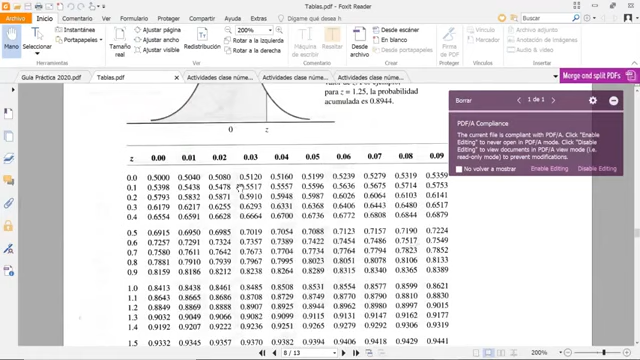 Tables.pdf - Foxit Reader
Archivo Inicio Comentario Ver Formulario Proteger Compartir Ayuda Dígame qué desea h Buscar
Mano
Seleccionar
Instantánea
Portapapeles
Tamaño real
Ajustar página
Ajustar ancho
Ajustar visible
Redistribución
200%
Rotar a la izquierda
Rotar a la derecha
Máquina de escribir
Resaltar
Desde escáner
En blanco
Desde portapapeles
Firma de PDF
Adjunto de archivo
Anotación de imagen
Audio y vídeo
Guia Práctica 2020.pdf Tables.pdf Actividades clase núme... Actividades clase núme... Actividades clase núme... Merge and split PDFs
para z = 1.25, la probabilidad
acumulada es 0.8944.
0 z
Borrar 1 de 1
PDF/A Compliance
The current file is compliant with PDF/A. Click "Enable
Editing" to never open in PDF/A mode. Click "Disable
Editing" to view documents in PDF/A view mode (i.e.
read-only mode) to prevent modifications.
No volver a mostrar Enable Editing Disable Editing
z 0.00 0.01 0.02 0.03 0.04 0.05 0.06 0.07 0.08 0.09
0.0 0.5000 0.5040 0.5080 0.5120 0.5160 0.5199 0.5239 0.5279 0.5319 0.5359
0.1 0.5398 0.5438 0.5478 0.5517 0.5557 0.5596 0.5636 0.5675 0.5714 0.5753
0.2 0.5793 0.5832 0.5871 0.5910 0.5948 0.5987 0.6026 0.6064 0.6103 0.6141
0.3 0.6179 0.6217 0.6255 0.6293 0.6331 0.6368 0.6406 0.6443 0.6480 0.6517
0.4 0.6554 0.6591 0.6628 0.6664 0.6700 0.6736 0.6772 0.6808 0.6844 0.6879
0.5 0.6915 0.6950 0.6985 0.7019 0.7054 0.7088 0.7123 0.7157 0.7190 0.7224
0.6 0.7257 0.7291 0.7324 0.7357 0.7389 0.7422 0.7454 0.7486 0.7517 0.7549
0.7 0.7580 0.7611 0.7642 0.7673 0.7704 0.7734 0.7764 0.7794 0.7823 0.7852
0.8 0.7881 0.7910 0.7939 0.7967 0.7995 0.8023 0.8051 0.8078 0.8106 0.8133
0.9 0.8159 0.8186 0.8212 0.8238 0.8264 0.8289 0.8315 0.8340 0.8365 0.8389
1.0 0.8413 0.8438 0.8461 0.8485 0.8508 0.8531 0.8554 0.8577 0.8599 0.8621
1.1 0.8643 0.8665 0.8686 0.8708 0.8729 0.8749 0.8770 0.8790 0.8810 0.8830
1.2 0.8849 0.8869 0.8888 0.8907 0.8925 0.8944 0.8962 0.8980 0.8997 0.9015
1.3 0.9032 0.9049 0.9066 0.9082 0.9099 0.9115 0.9131 0.9147 0.9162 0.9177
1.4 0.9192 0.9207 0.9222 0.9236 0.9251 0.9265 0.9279 0.9292 0.9306 0.9319
1.5 0.9332 0.9345 0.9357 0.9370 0.9382 0.9394 0.9406 0.9418 0.9429 0.9441
8 / 13 200%